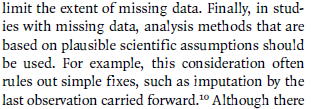 limit the extent of missing data. Finally, in stud-
ies with missing data, analysis methods that are
based on plausible scientific assumptions should
be used. For example, this consideration often
rules out simple fixes, such as imputation by the
last observation carried forward.¹⁰ Although there